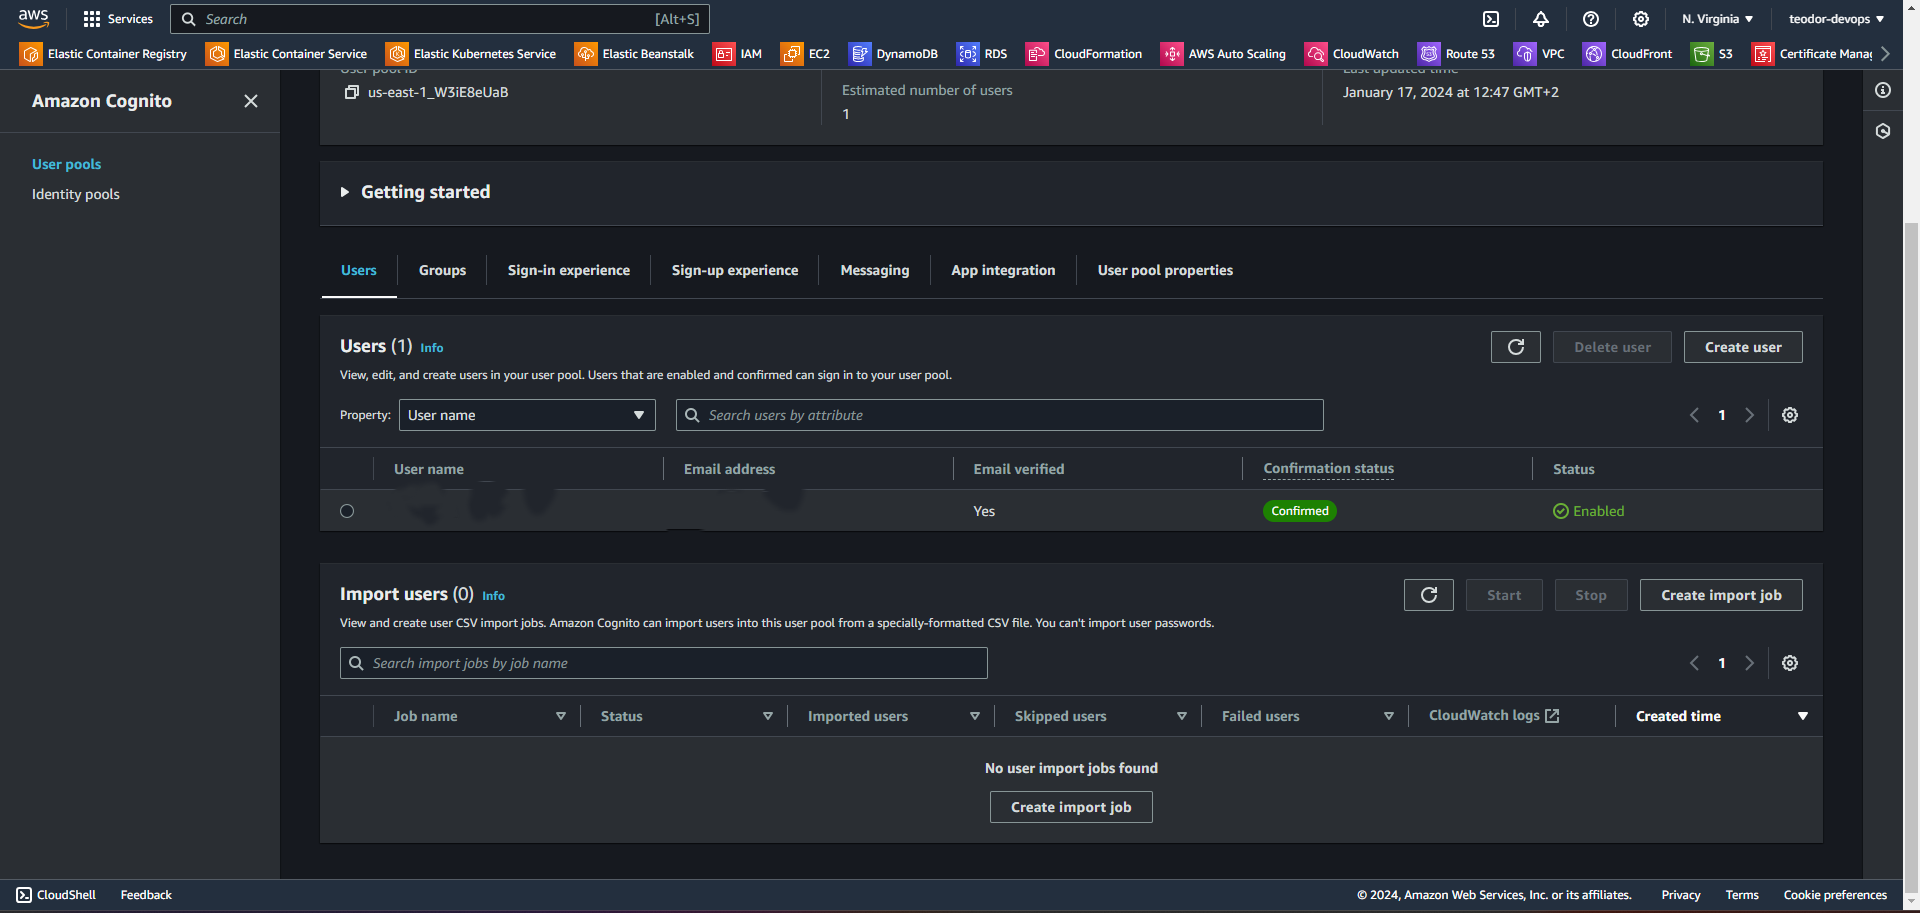 aws
Services
Search
[Alt+S]
N. Virginia
teodor-devops
Elastic Container Registry
Elastic Container Service
Elastic Kubernetes Service
Elastic Beanstalk
IAM
EC2
DynamoDB
RDS
CloudFormation
AWS Auto Scaling
CloudWatch
Route 53
VPC
CloudFront
S3
Certificate Manag
Amazon Cognito
User pools
Identity pools
User pool ID
us-east-1_W3iE8eUaB
Estimated number of users
1
Last updated time
January 17, 2024 at 12:47 GMT+2
Getting started
Users
Groups
Sign-in experience
Sign-up experience
Messaging
App integration
User pool properties
Users (1) Info
Delete user
Create user
View, edit, and create users in your user pool. Users that are enabled and confirmed can sign in to your user pool.
Property:
User name
Search users by attribute
1
User name
Email address
Email verified
Confirmation status
Status
Yes
Confirmed
Enabled
Import users (0) Info
Start
Stop
Create import job
View and create user CSV import jobs. Amazon Cognito can import users into this user pool from a specially-formatted CSV file. You can't import user passwords.
Search import jobs by job name
1
Job name
Status
Imported users
Skipped users
Failed users
CloudWatch logs
Created time
No user import jobs found
Create import job
CloudShell
Feedback
© 2024, Amazon Web Services, Inc. or its affiliates.
Privacy
Terms
Cookie preferences